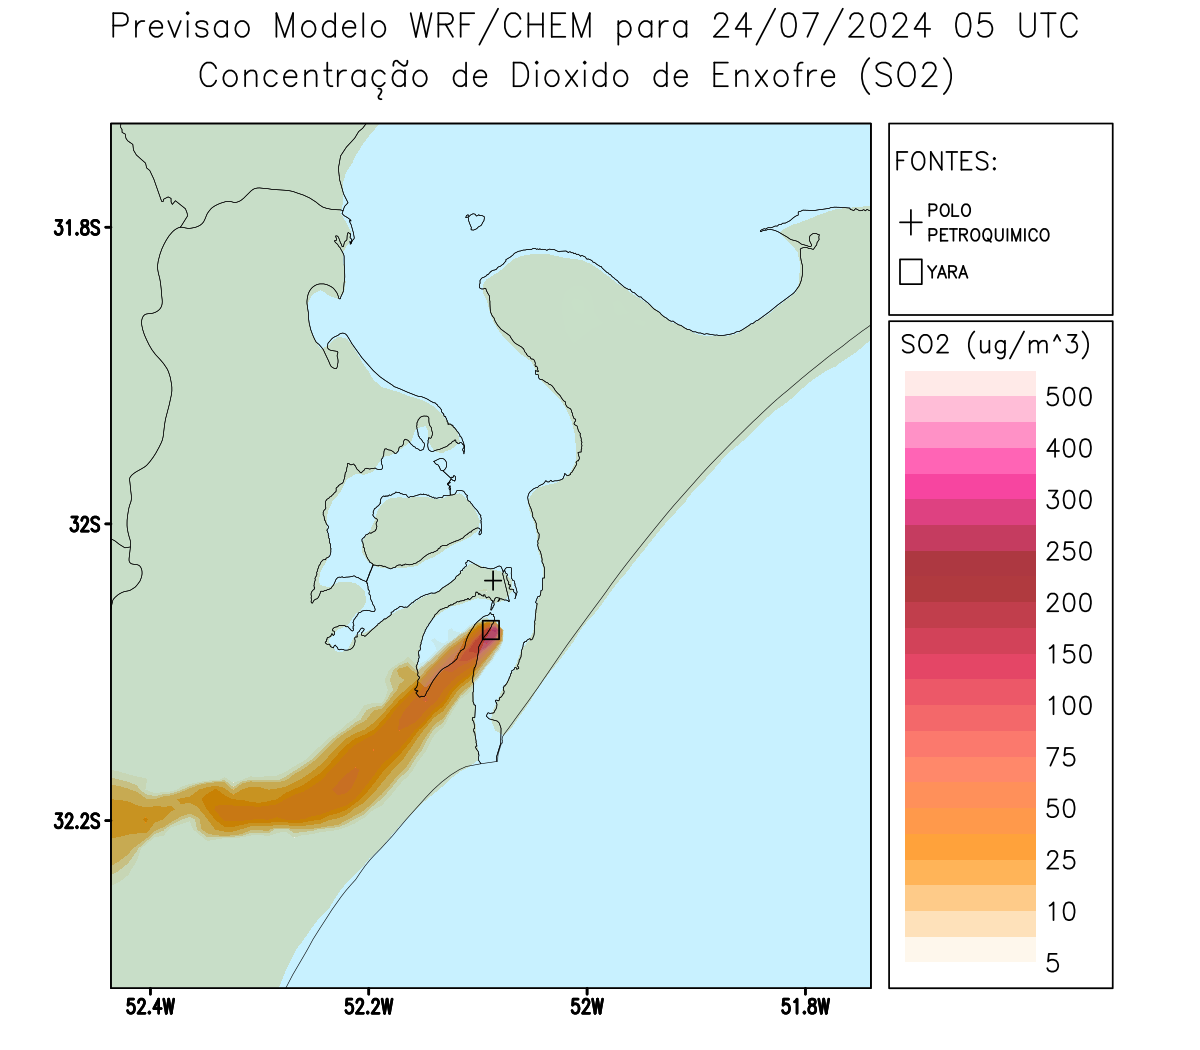 Previsao Modelo WRF/CHEM para 24/07/2024 05 UTC
Concentração de Dioxido de Enxofre (SO2)
FONTES:
POLO
PETROQUIMICO
YARA
31.8S
32S
32.2S
52.4W
52.2W
52W
51.8W
SO2 (ug/m^3)
500
400
300
250
200
150
100
75
50
25
10
5